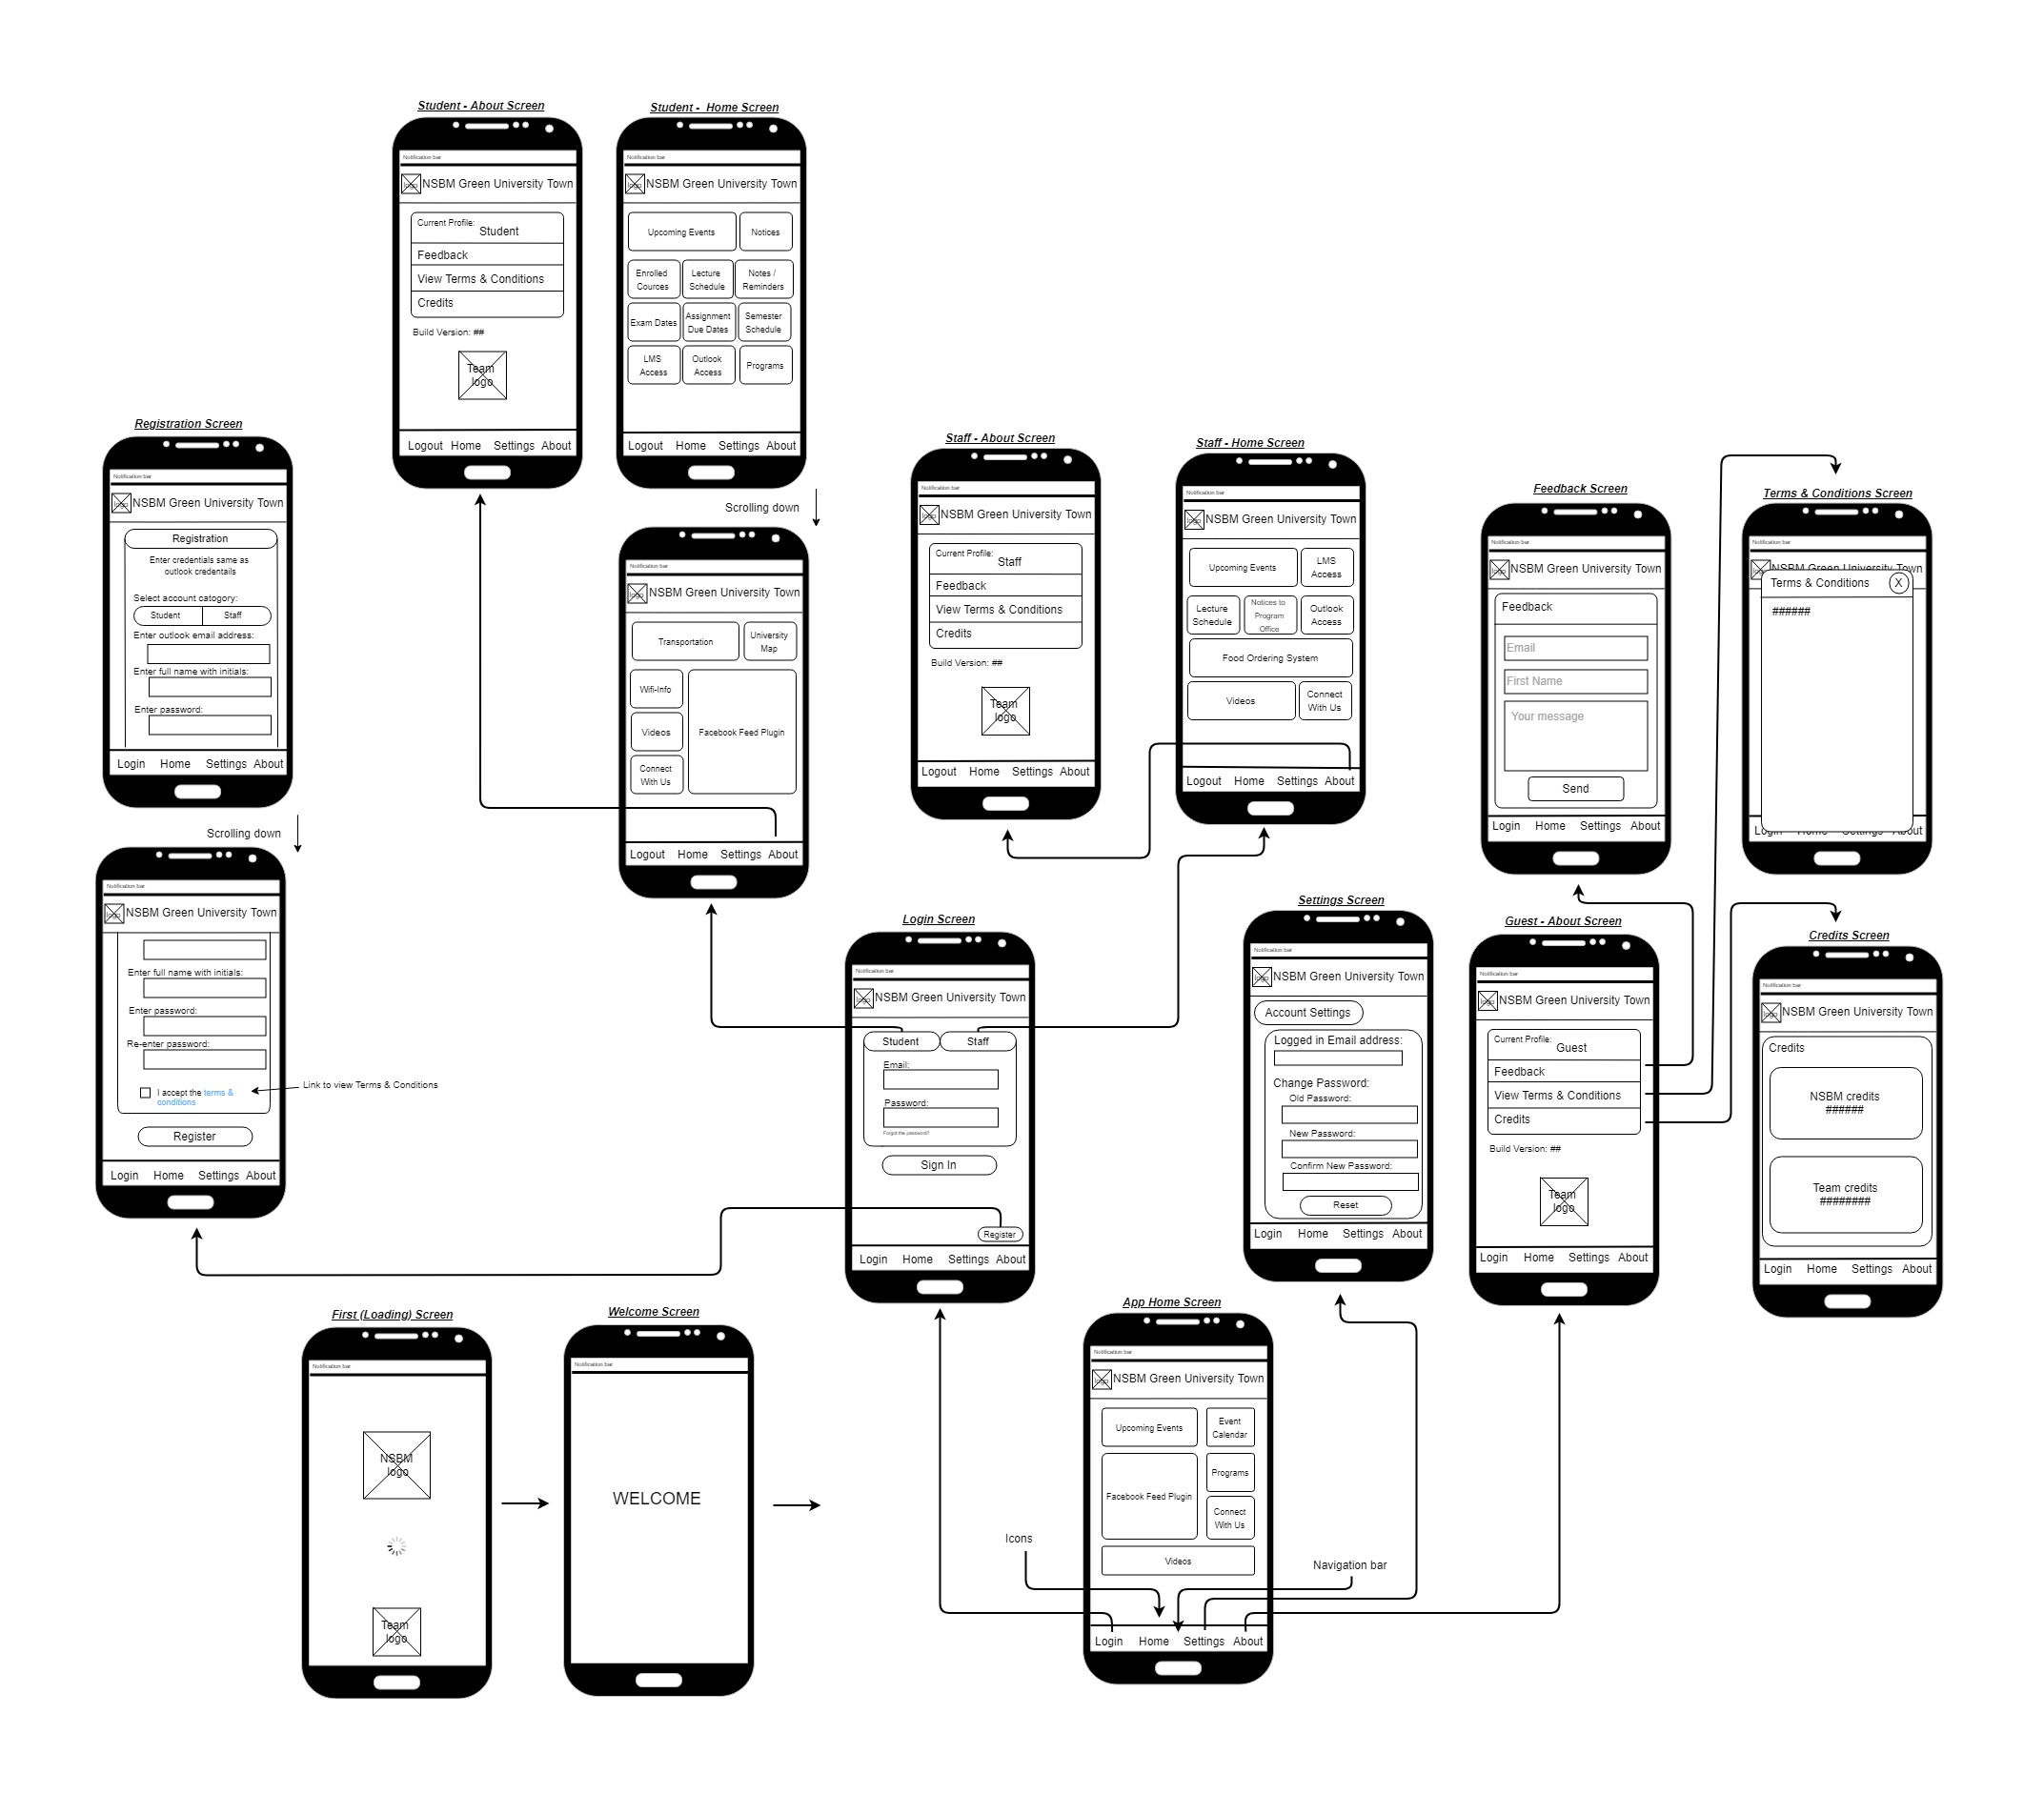 Student - About Screen
Notification bar
logo
NSBM Green University Town
Current Profile:
Student
Feedback
View Terms & Conditions
Credits
Build Version: ##
Team
logo
Logout Home Settings About
Student - Home Screen
Notification bar
logo
NSBM Green University Town
Upcoming Events
Notices
Enrolled
Cources
Lecture
Schedule
Notes /
Reminders
Exam Dates
Assignment
Due Dates
Semester
Schedule
LMS
Access
Outlook
Access
Programs
Logout Home Settings About
Scrolling down
Notification bar
logo
NSBM Green University Town
Transportation
University
Map
Wifi-Info
Videos
Connect
With Us
Facebook Feed Plugin
Logout Home Settings About
Registration Screen
Notification bar
logo
NSBM Green University Town
Registration
Enter credentials same as
outlook credentails
Select account catogory:
Student
Staff
Enter outlook email address:
Enter full name with initials:
Enter password:
Login Home Settings About
Scrolling down
Notification bar
logo
NSBM Green University Town
Enter full name with initials:
Enter password:
Re-enter password:
I accept the terms &
conditions
Link to view Terms & Conditions
Register
Login Home Settings About
Staff - About Screen
Notification bar
logo
NSBM Green University Town
Current Profile:
Staff
Feedback
View Terms & Conditions
Credits
Build Version: ##
Team
logo
Logout Home Settings About
Staff - Home Screen
Notification bar
logo
NSBM Green University Town
Upcoming Events
LMS
Access
Lecture
Schedule
Notices to
Program
Office
Outlook
Access
Food Ordering System
Videos
Connect
With Us
Logout Home Settings About
Feedback Screen
Notification bar
logo
NSBM Green University Town
Feedback
Email
First Name
Your message
Send
Login Home Settings About
Terms & Conditions Screen
Notification bar
logo
NSBM Green University Town
Terms & Conditions
X
######
Login Home Settings About
Login Screen
Notification bar
logo
NSBM Green University Town
Student
Staff
Email:
Password:
Forgot the password?
Sign In
Register
Login Home Settings About
Settings Screen
Notification bar
logo
NSBM Green University Town
Account Settings
Logged in Email address:
Change Password:
Old Password:
New Password:
Confirm New Password:
Reset
Login Home Settings About
Guest - About Screen
Notification bar
logo
NSBM Green University Town
Current Profile:
Guest
Feedback
View Terms & Conditions
Credits
Build Version: ##
Team
logo
Login Home Settings About
Credits Screen
Notification bar
logo
NSBM Green University Town
Credits
NSBM credits
######
Team credits
########
Login Home Settings About
First (Loading) Screen
Notification bar
NSBM
logo
Team
logo
Welcome Screen
Notification bar
WELCOME
App Home Screen
Notification bar
logo
NSBM Green University Town
Upcoming Events
Event
Calendar
Facebook Feed Plugin
Programs
Connect
With Us
Videos
Icons
Navigation bar
Login Home Settings About